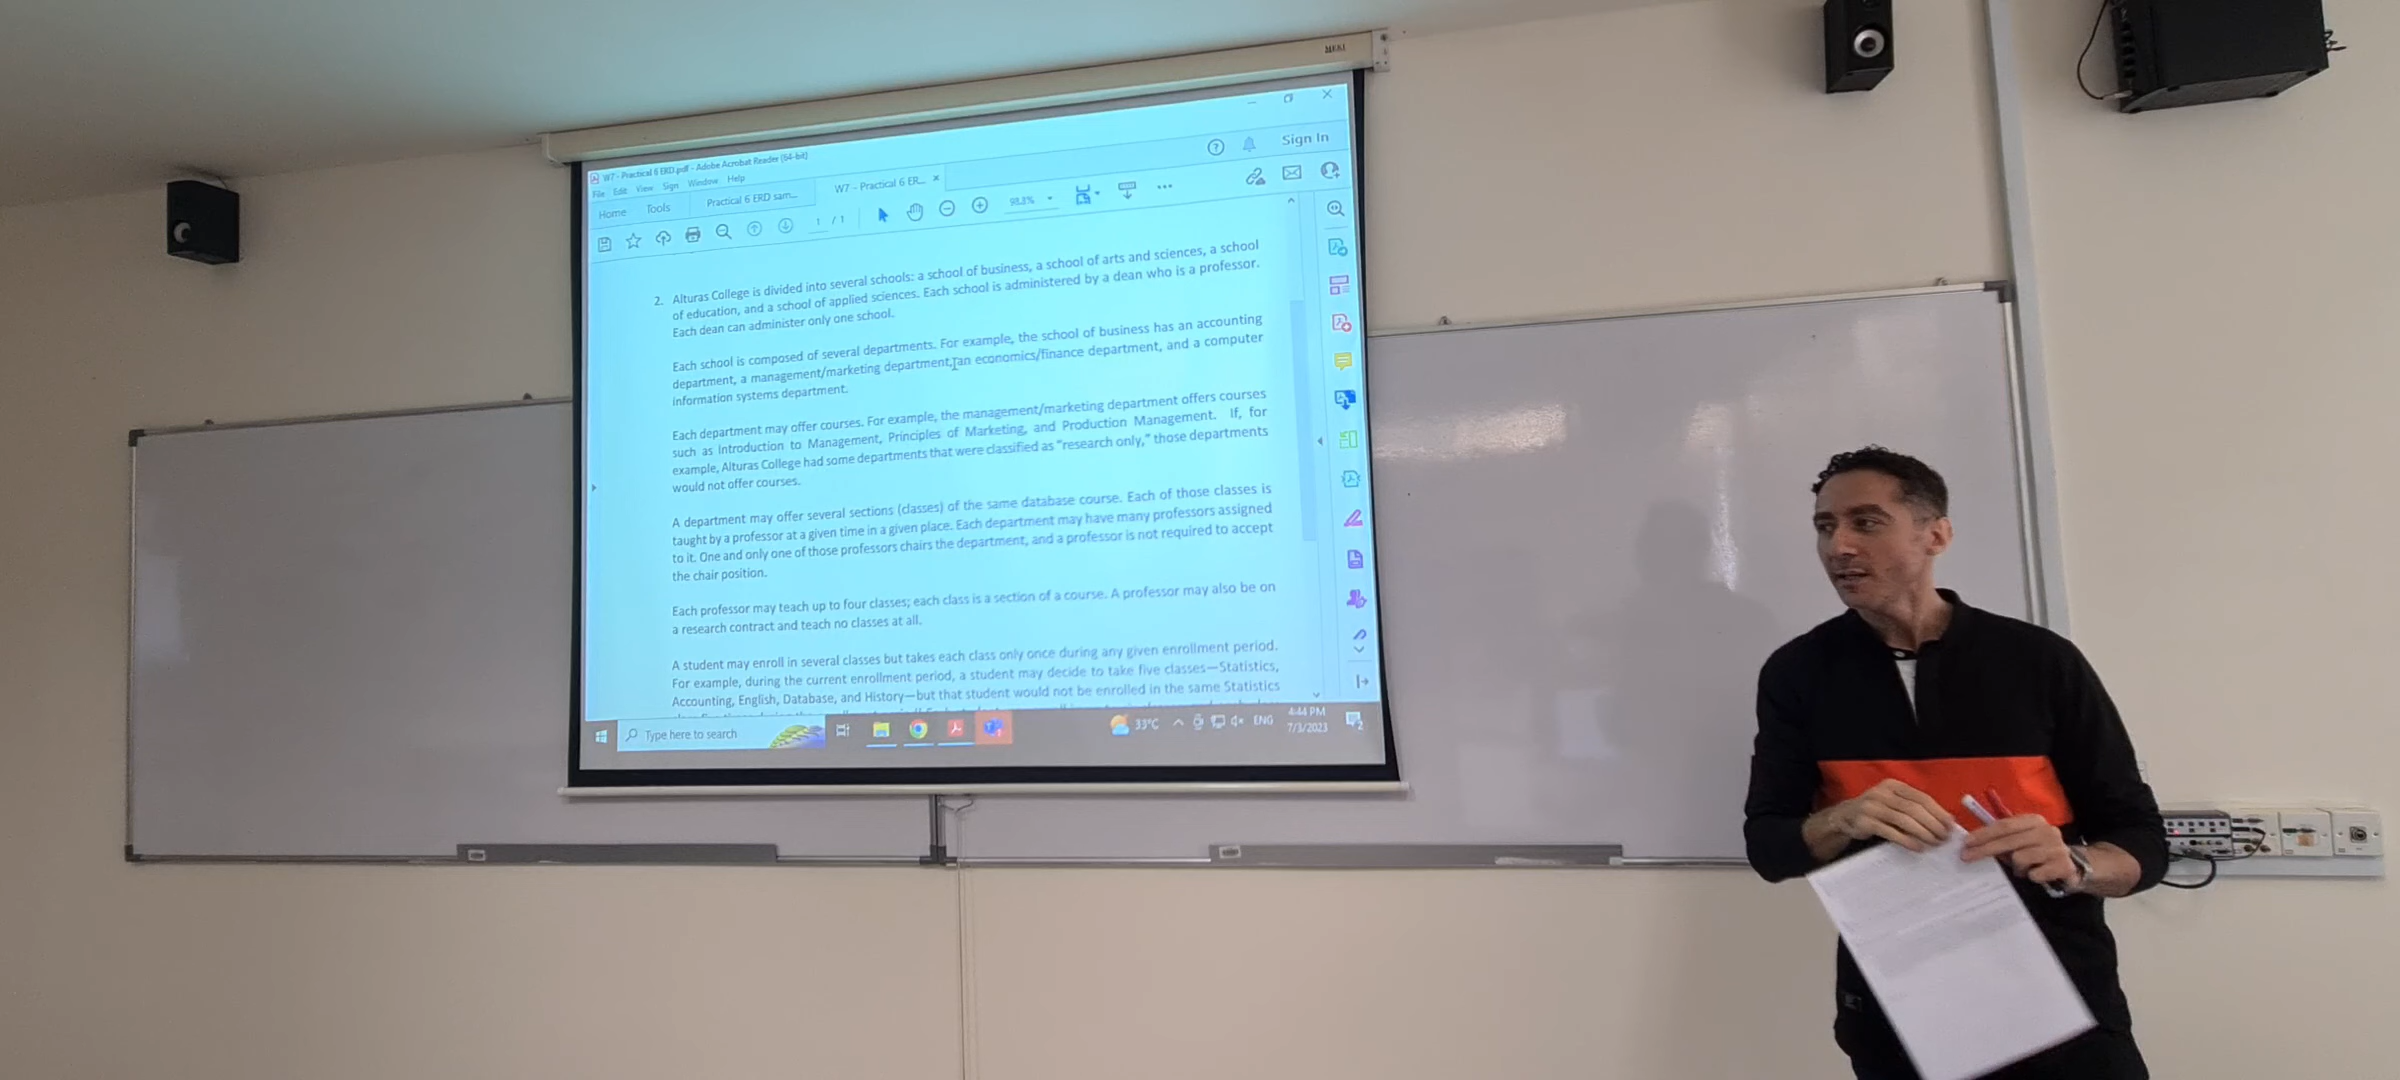 W7 - Practical 6 ERD.pdf - Adobe Acrobat Reader (64-bit)
File Edit View Sign Window Help
Sign In
Home Tools Practical 6 ERD sam... W7 - Practical 6 ER... ×
1 / 1 98.3%
2. Alturas College is divided into several schools: a school of business, a school of arts and sciences, a school
of education, and a school of applied sciences. Each school is administered by a dean who is a professor.
Each dean can administer only one school.
Each school is composed of several departments. For example, the school of business has an accounting
department, a management/marketing department, an economics/finance department, and a computer
information systems department.
Each department may offer courses. For example, the management/marketing department offers courses
such as Introduction to Management, Principles of Marketing, and Production Management. If, for
example, Alturas College had some departments that were classified as “research only,” those departments
would not offer courses.
A department may offer several sections (classes) of the same database course. Each of those classes is
taught by a professor at a given time in a given place. Each department may have many professors assigned
to it. One and only one of those professors chairs the department, and a professor is not required to accept
the chair position.
Each professor may teach up to four classes; each class is a section of a course. A professor may also be on
a research contract and teach no classes at all.
A student may enroll in several classes but takes each class only once during any given enrollment period.
For example, during the current enrollment period, a student may decide to take five classes—Statistics,
Accounting, English, Database, and History—but that student would not be enrolled in the same Statistics
Type here to search
33°C ENG
4:44 PM
7/3/2023